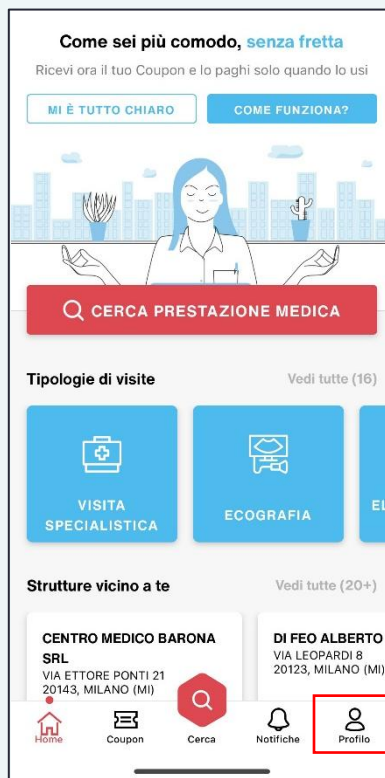 Come sei più comodo, senza fretta
Ricevi ora il tuo Coupon e lo paghi solo quando lo usi
MI È TUTTO CHIARO
COME FUNZIONA?
CERCA PRESTAZIONE MEDICA
Tipologie di visite
Vedi tutte (16)
VISITA
SPECIALISTICA
ECOGRAFIA
EL
Strutture vicino a te
Vedi tutte (20+)
CENTRO MEDICO BARONA
SRL
VIA ETTORE PONTI 21
20143, MILANO (MI)
DI FEO ALBERTO
VIA LEOPARDI 8
20123, MILANO (MI)
Home
Coupon
Cerca
Notifiche
Profilo